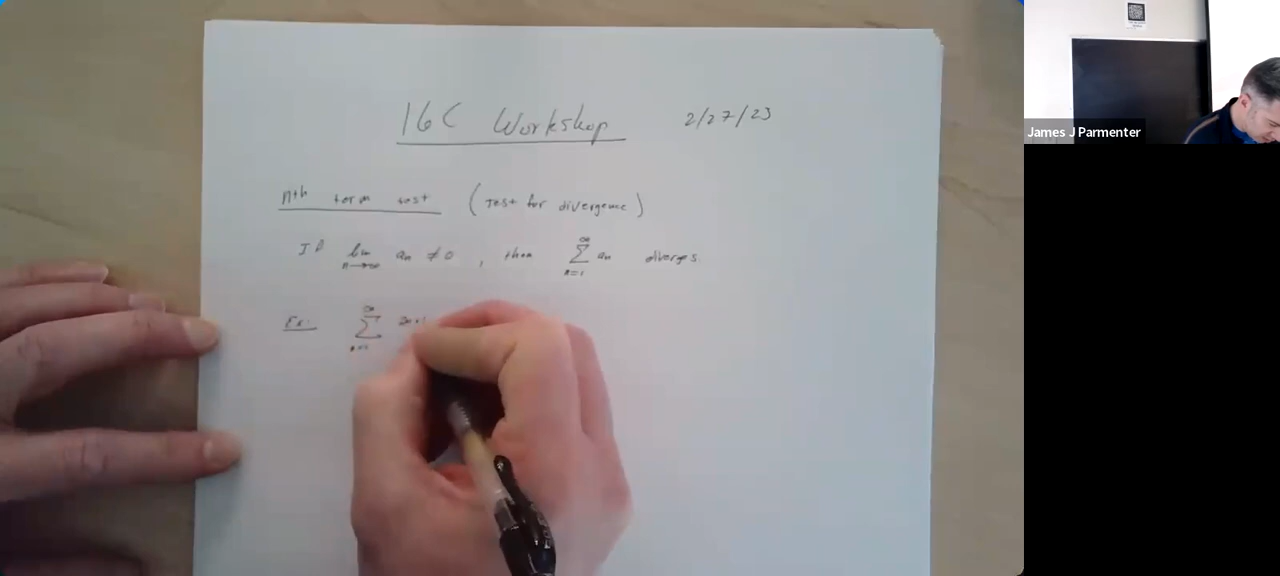 16C Workshop 2/27/23
nth term test (Test for divergence)
If lim n→∞ an ≠ 0, then ∞ Σ n=1 an diverges
Ex: ∞ Σ n=1
James J Parmenter